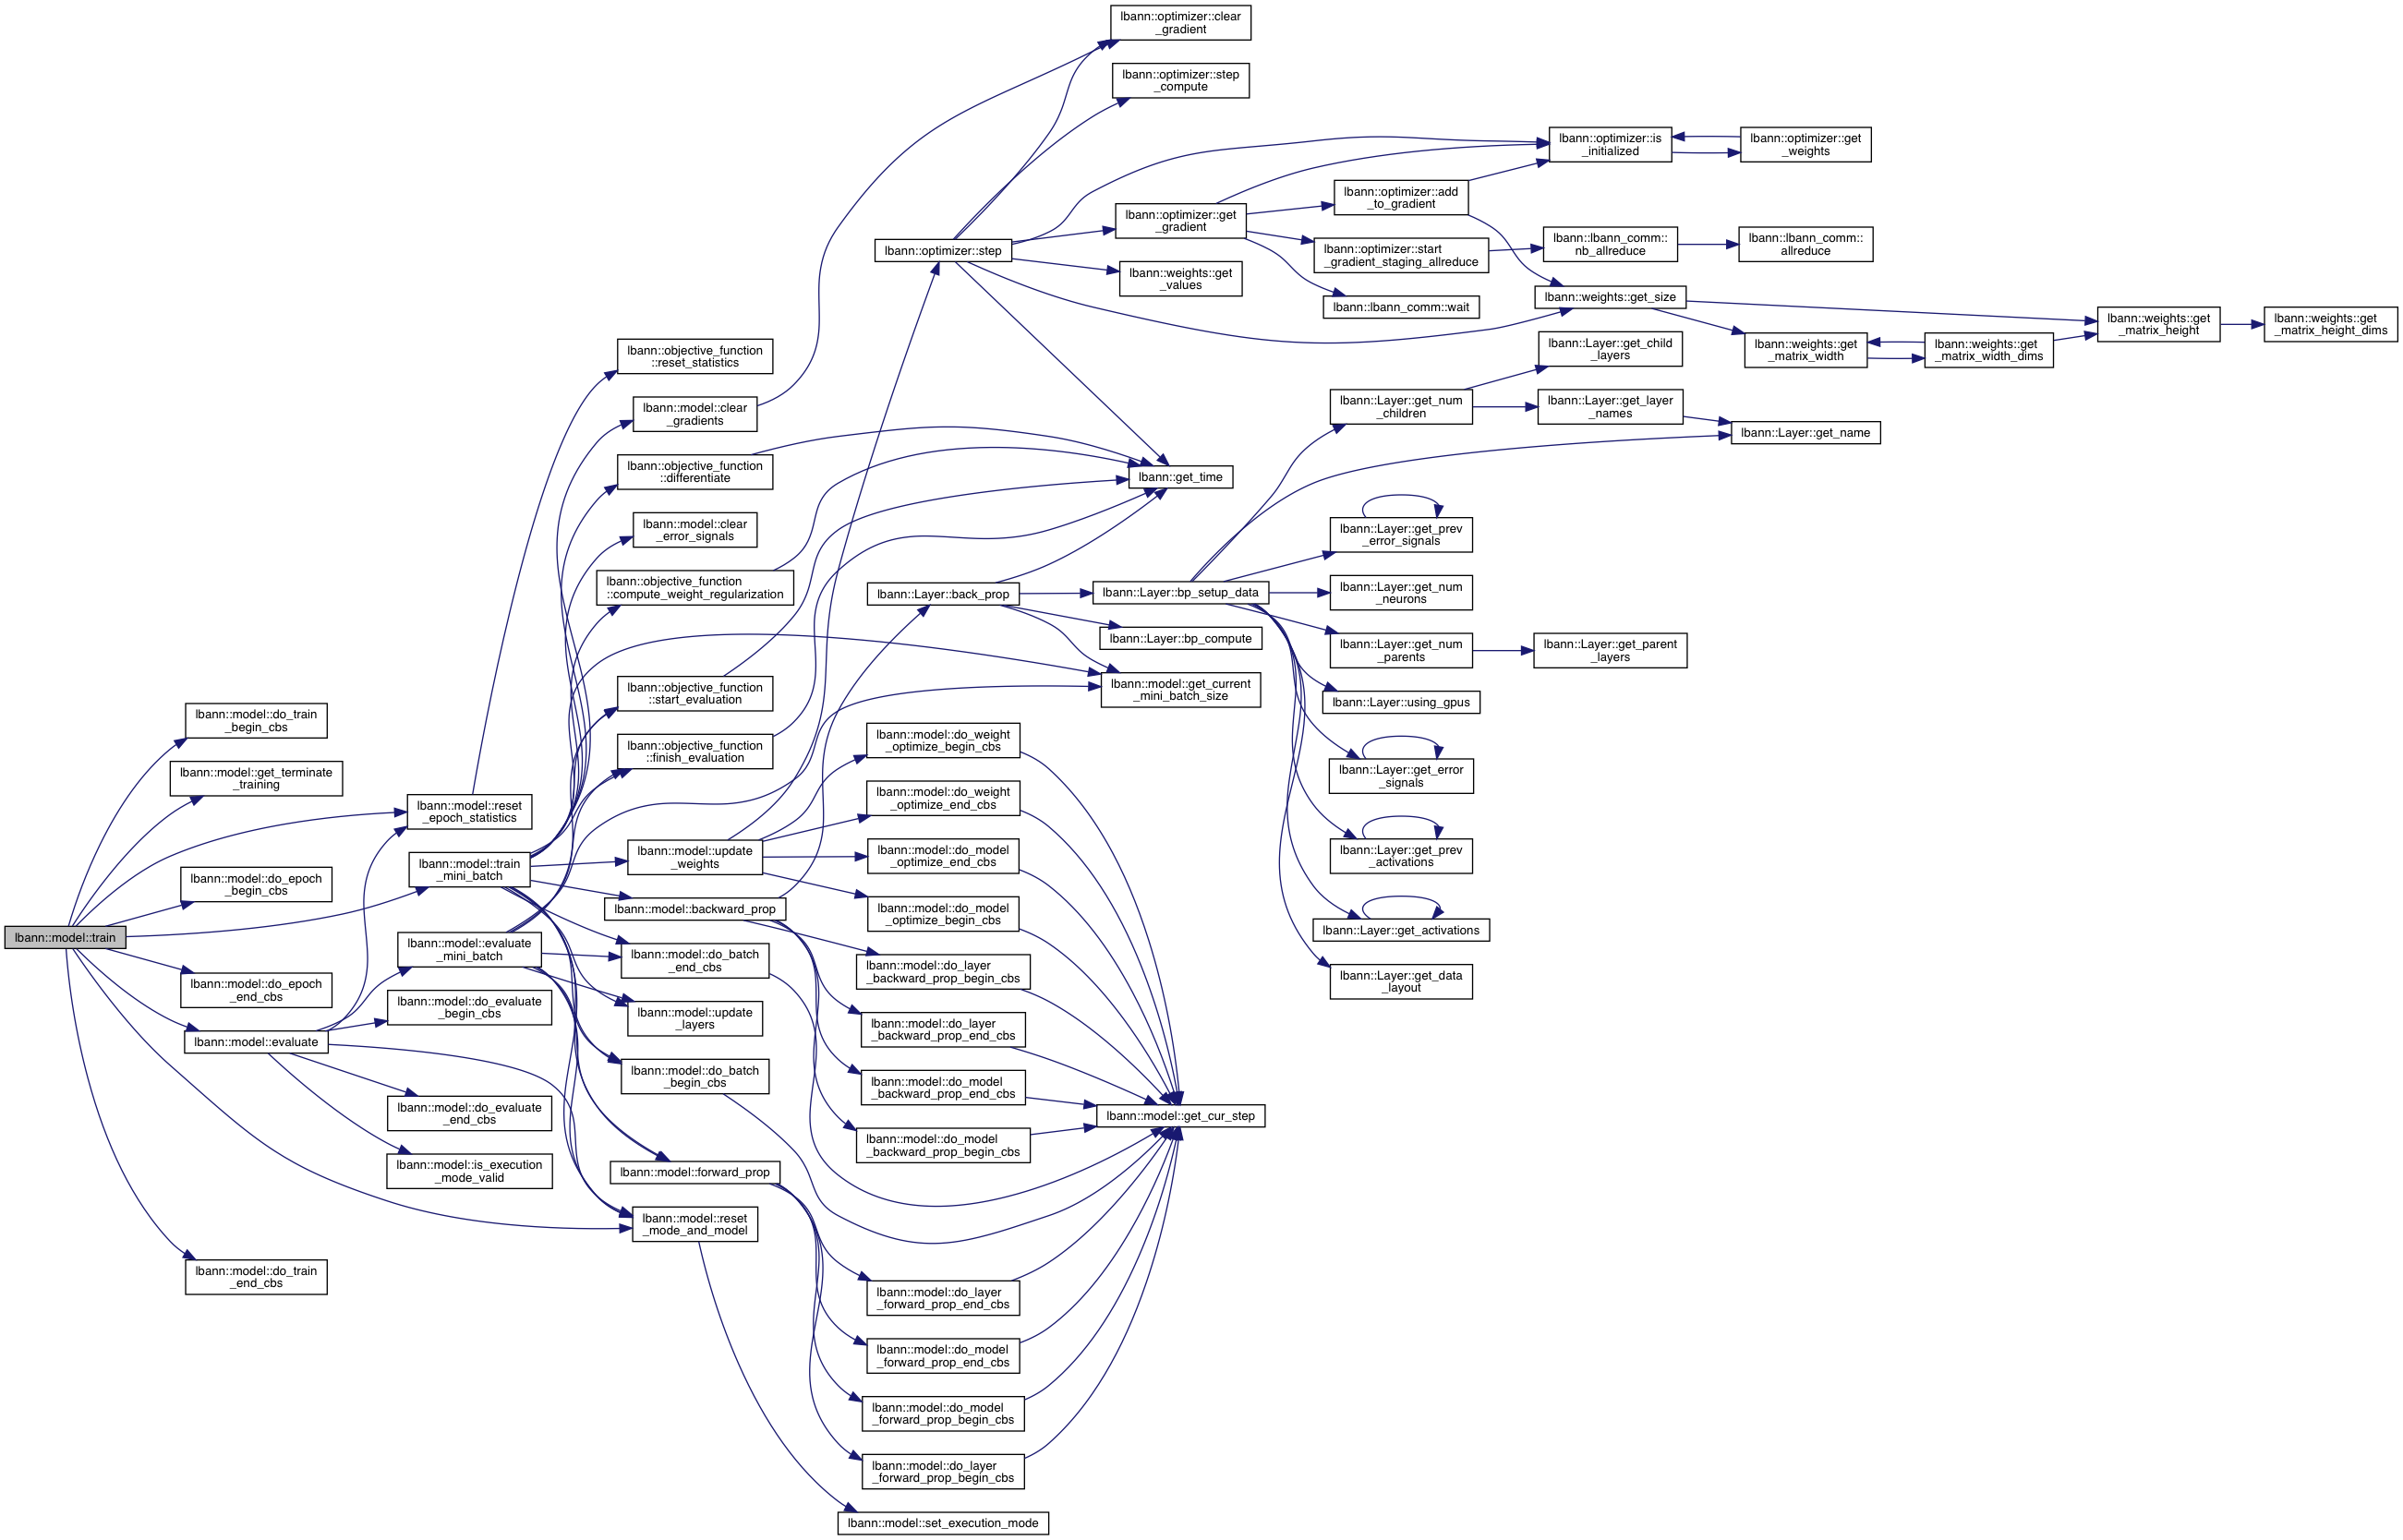 lbann::model::train
lbann::model::do_train
_begin_cbs
lbann::model::get_terminate
_training
lbann::model::do_epoch
_begin_cbs
lbann::model::do_epoch
_end_cbs
lbann::model::evaluate
lbann::model::do_train
_end_cbs
lbann::model::reset
_epoch_statistics
lbann::model::train
_mini_batch
lbann::model::evaluate
_mini_batch
lbann::model::do_evaluate
_begin_cbs
lbann::model::do_evaluate
_end_cbs
lbann::model::is_execution
_mode_valid
lbann::objective_function
::reset_statistics
lbann::model::clear
_gradients
lbann::objective_function
::differentiate
lbann::model::clear
_error_signals
lbann::objective_function
::compute_weight_regularization
lbann::objective_function
::start_evaluation
lbann::objective_function
::finish_evaluation
lbann::model::update
_weights
lbann::model::backward_prop
lbann::model::do_batch
_end_cbs
lbann::model::update
_layers
lbann::model::do_batch
_begin_cbs
lbann::model::forward_prop
lbann::model::reset
_mode_and_model
lbann::optimizer::step
lbann::Layer::back_prop
lbann::model::do_weight
_optimize_begin_cbs
lbann::model::do_weight
_optimize_end_cbs
lbann::model::do_model
_optimize_end_cbs
lbann::model::do_model
_optimize_begin_cbs
lbann::model::do_layer
_backward_prop_begin_cbs
lbann::model::do_layer
_backward_prop_end_cbs
lbann::model::do_model
_backward_prop_end_cbs
lbann::model::do_model
_backward_prop_begin_cbs
lbann::model::do_layer
_forward_prop_end_cbs
lbann::model::do_model
_forward_prop_end_cbs
lbann::model::do_model
_forward_prop_begin_cbs
lbann::model::do_layer
_forward_prop_begin_cbs
lbann::model::set_execution_mode
lbann::optimizer::clear
_gradient
lbann::optimizer::step
_compute
lbann::optimizer::get
_gradient
lbann::weights::get
_values
lbann::get_time
lbann::Layer::bp_setup_data
lbann::Layer::bp_compute
lbann::model::get_current
_mini_batch_size
lbann::model::get_cur_step
lbann::optimizer::add
_to_gradient
lbann::optimizer::start
_gradient_staging_allreduce
lbann::lbann_comm::wait
lbann::Layer::get_num
_children
lbann::Layer::get_prev
_error_signals
lbann::Layer::get_num
_neurons
lbann::Layer::get_num
_parents
lbann::Layer::using_gpus
lbann::Layer::get_error
_signals
lbann::Layer::get_prev
_activations
lbann::Layer::get_activations
lbann::Layer::get_data
_layout
lbann::optimizer::is
_initialized
lbann::lbann_comm::
nb_allreduce
lbann::weights::get_size
lbann::Layer::get_child
_layers
lbann::Layer::get_layer
_names
lbann::Layer::get_parent
_layers
lbann::optimizer::get
_weights
lbann::lbann_comm::
allreduce
lbann::weights::get
_matrix_width
lbann::Layer::get_name
lbann::weights::get
_matrix_width_dims
lbann::weights::get
_matrix_height
lbann::weights::get
_matrix_height_dims